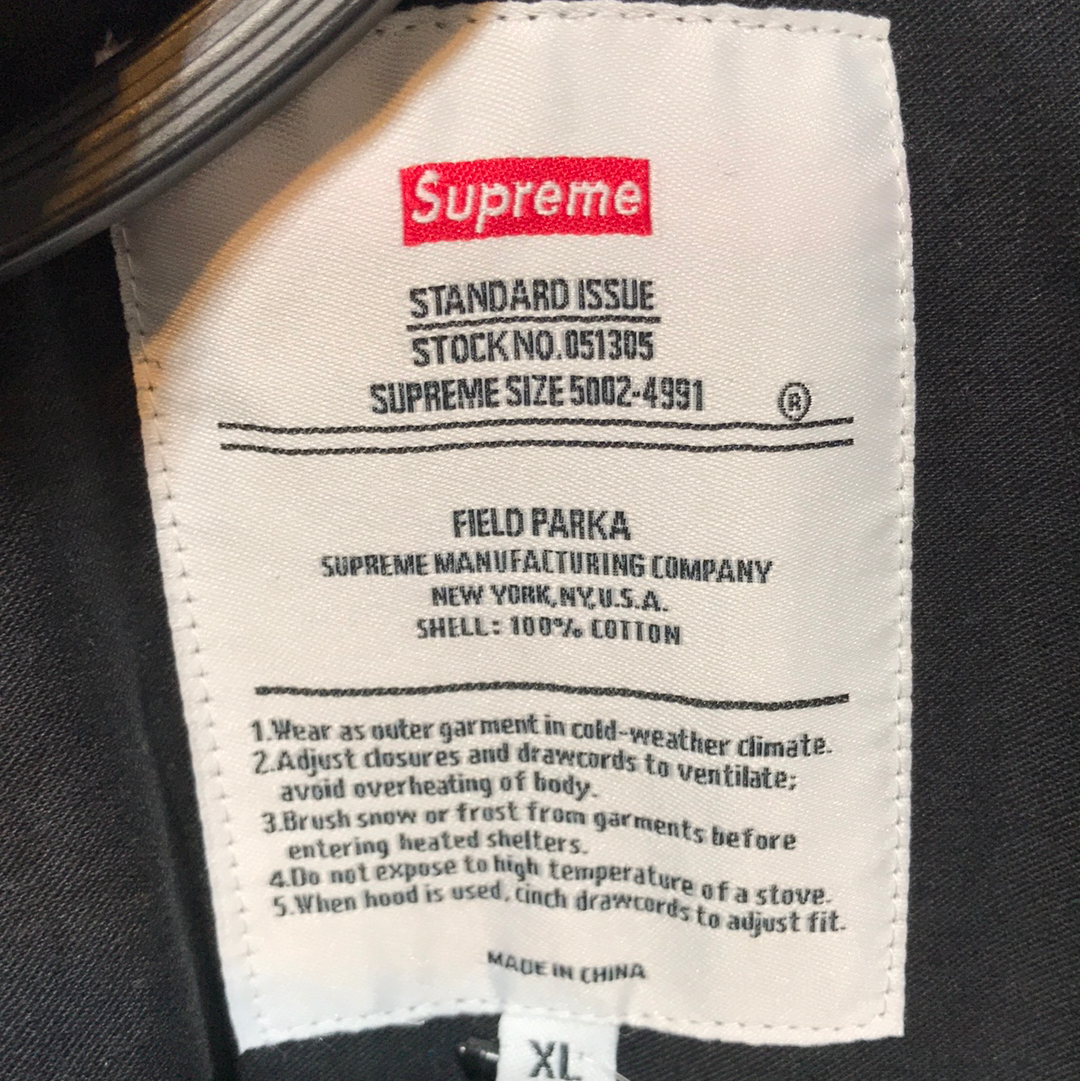 Supreme
STANDARD ISSUE
STOCK NO. 051305
SUPREME SIZE 5002-4991 ®
FIELD PARKA
SUPREME MANUFACTURING COMPANY
NEW YORK, NY, U.S.A.
SHELL: 100% COTTON
1.Wear as outer garment in cold-weather climate.
2.Adjust closures and drawcords to ventilate;
avoid overheating of body.
3.Brush snow or frost from garments before
entering heated shelters.
4.Do not expose to high temperature of a stove.
5.When hood is used, cinch drawcords to adjust fit.
MADE IN CHINA
XL